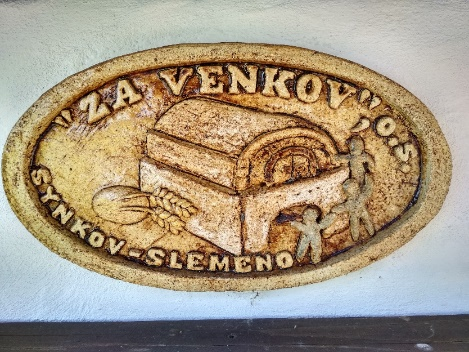 "ZA VENKOV", o.s.
SYNKOV-SLEMENO